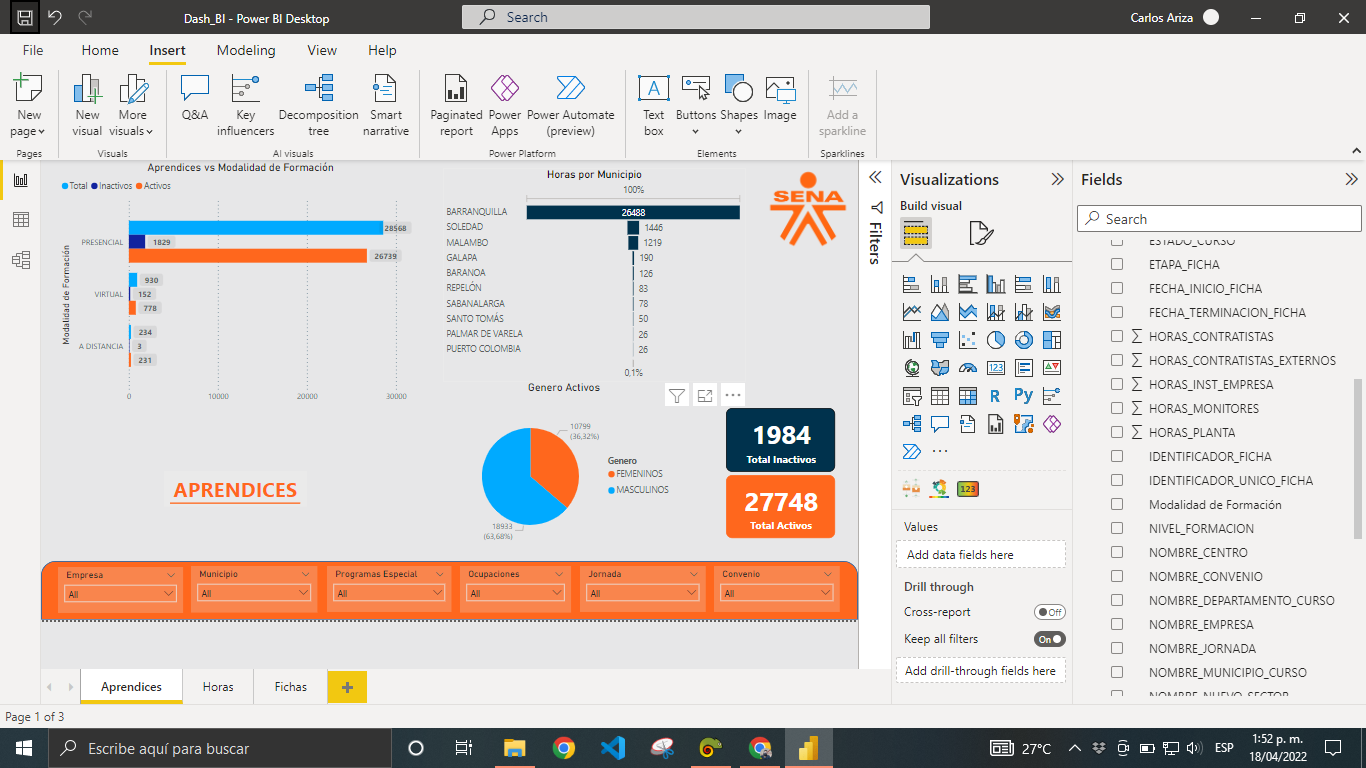 Dash_BI - Power BI Desktop
Search
Carlos Ariza
File Home Insert Modeling View Help
New page
New visual
More visuals
Q&A
Key influencers
Decomposition tree
Smart narrative
Paginated report
Power Apps
Power Automate (preview)
Text box
Buttons
Shapes
Image
Add a sparkline
Pages
Visuals
AI visuals
Power Platform
Elements
Sparklines
Aprendices vs Modalidad de Formación
Total Inactivos Activos
Modalidad de Formación
PRESENCIAL
28568
1829
26739
VIRTUAL
930
152
778
A DISTANCIA
234
3
231
0 10000 20000 30000
Horas por Municipio
100%
BARRANQUILLA 26488
SOLEDAD 1446
MALAMBO 1219
GALAPA 190
BARANOA 126
REPELÓN 83
SABANALARGA 78
SANTO TOMÁS 50
PALMAR DE VARELA 26
PUERTO COLOMBIA 26
0,1%
SENA
Genero Activos
10799
(36,32%)
18933
(63,68%)
Genero
FEMENINOS
MASCULINOS
1984
Total Inactivos
27748
Total Activos
APRENDICES
Empresa
All
Municipio
All
Programas Especial
All
Ocupaciones
All
Jornada
All
Convenio
All
Filters
Visualizations
Build visual
R
Py
123
123
Values
Add data fields here
Drill through
Cross-report
Off
Keep all filters
On
Add drill-through fields here
Fields
Search
ESTADO_CURSO
ETAPA_FICHA
FECHA_INICIO_FICHA
FECHA_TERMINACION_FICHA
HORAS_CONTRATISTAS
HORAS_CONTRATISTAS_EXTERNOS
HORAS_INST_EMPRESA
HORAS_MONITORES
HORAS_PLANTA
IDENTIFICADOR_FICHA
IDENTIFICADOR_UNICO_FICHA
Modalidad de Formación
NIVEL_FORMACION
NOMBRE_CENTRO
NOMBRE_CONVENIO
NOMBRE_DEPARTAMENTO_CURSO
NOMBRE_EMPRESA
NOMBRE_JORNADA
NOMBRE_MUNICIPIO_CURSO
NOMBRE_NUEVO_SECTOR
Aprendices Horas Fichas
Page 1 of 3
Escribe aquí para buscar
27°C
ESP
1:52 p. m.
18/04/2022